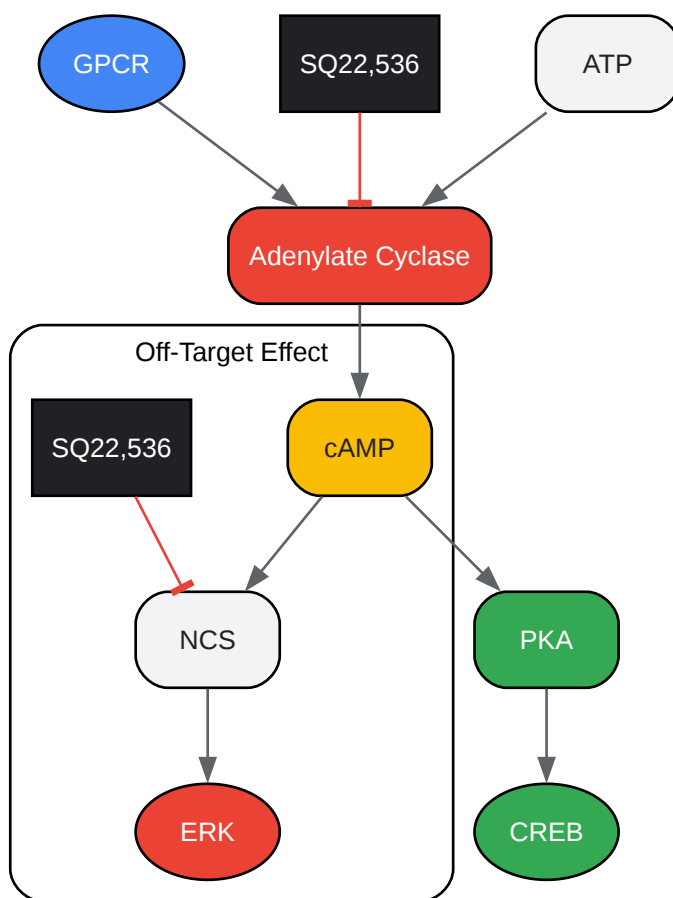 GPCR
SQ22,536
ATP
Adenylate Cyclase
Off-Target Effect
SQ22,536
cAMP
NCS
PKA
ERK
CREB